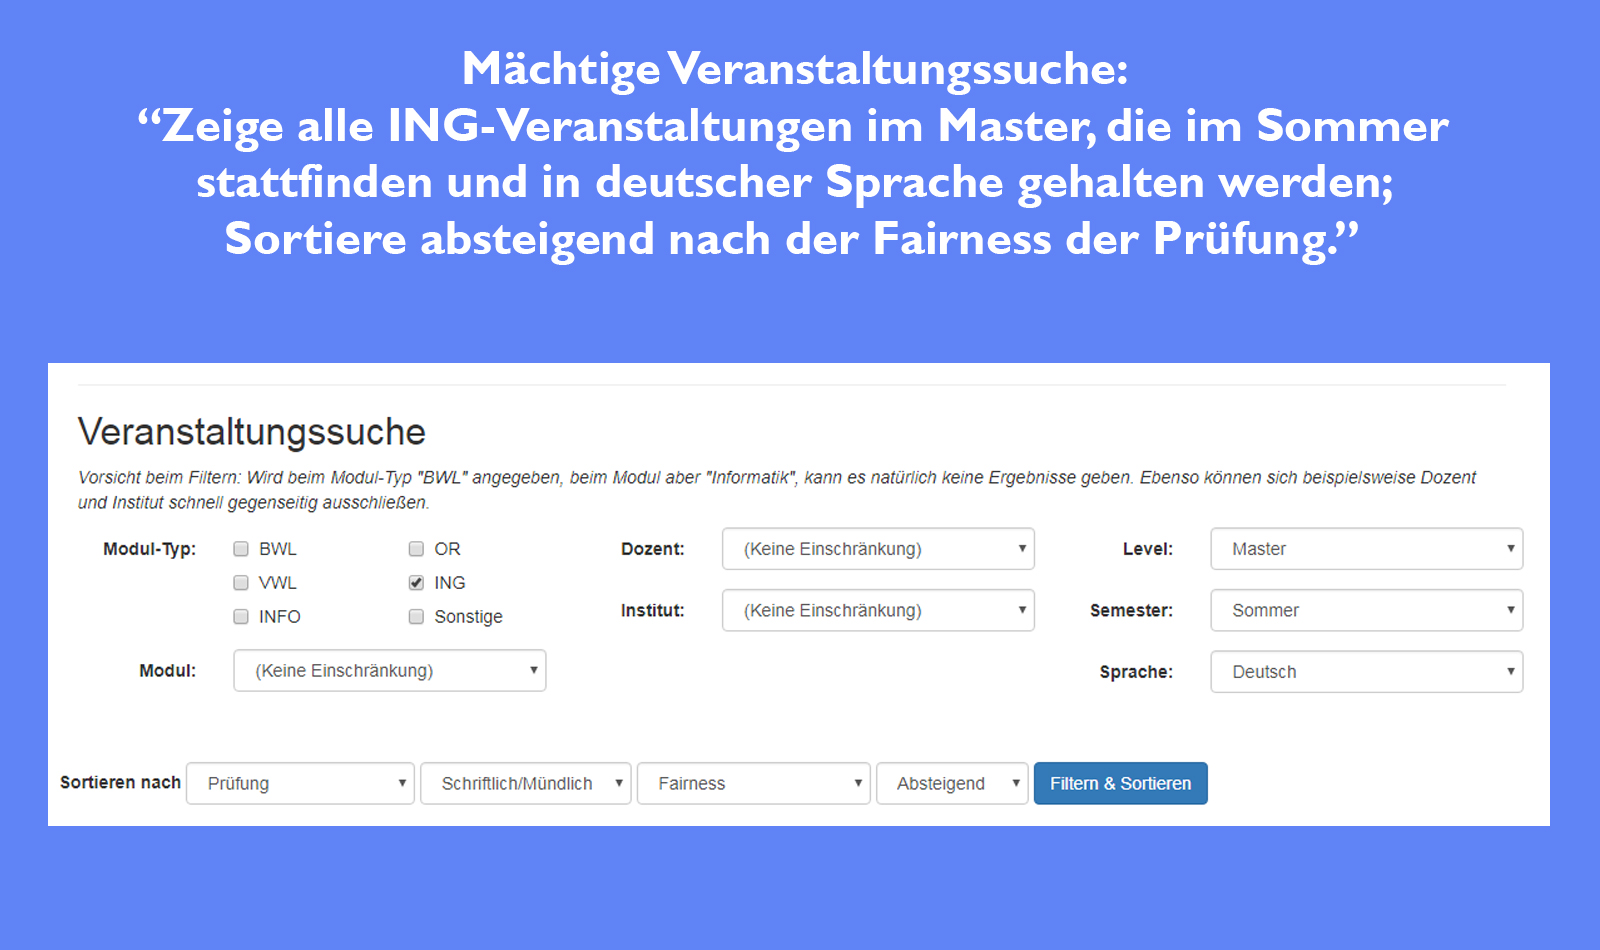 Mächtige Veranstaltungssuche:
“Zeige alle ING-Veranstaltungen im Master, die im Sommer
stattfinden und in deutscher Sprache gehalten werden;
Sortiere absteigend nach der Fairness der Prüfung.”
Veranstaltungssuche
Vorsicht beim Filtern: Wird beim Modul-Typ "BWL" angegeben, beim Modul aber "Informatik", kann es natürlich keine Ergebnisse geben. Ebenso können sich beispielsweise Dozent
und Institut schnell gegenseitig ausschließen.
Modul-Typ: BWL OR Dozent: (Keine Einschränkung) Level: Master
VWL ING
INFO Sonstige Institut: (Keine Einschränkung) Semester: Sommer
Modul: (Keine Einschränkung) Sprache: Deutsch
Sortieren nach Prüfung Schriftlich/Mündlich Fairness Absteigend Filtern & Sortieren